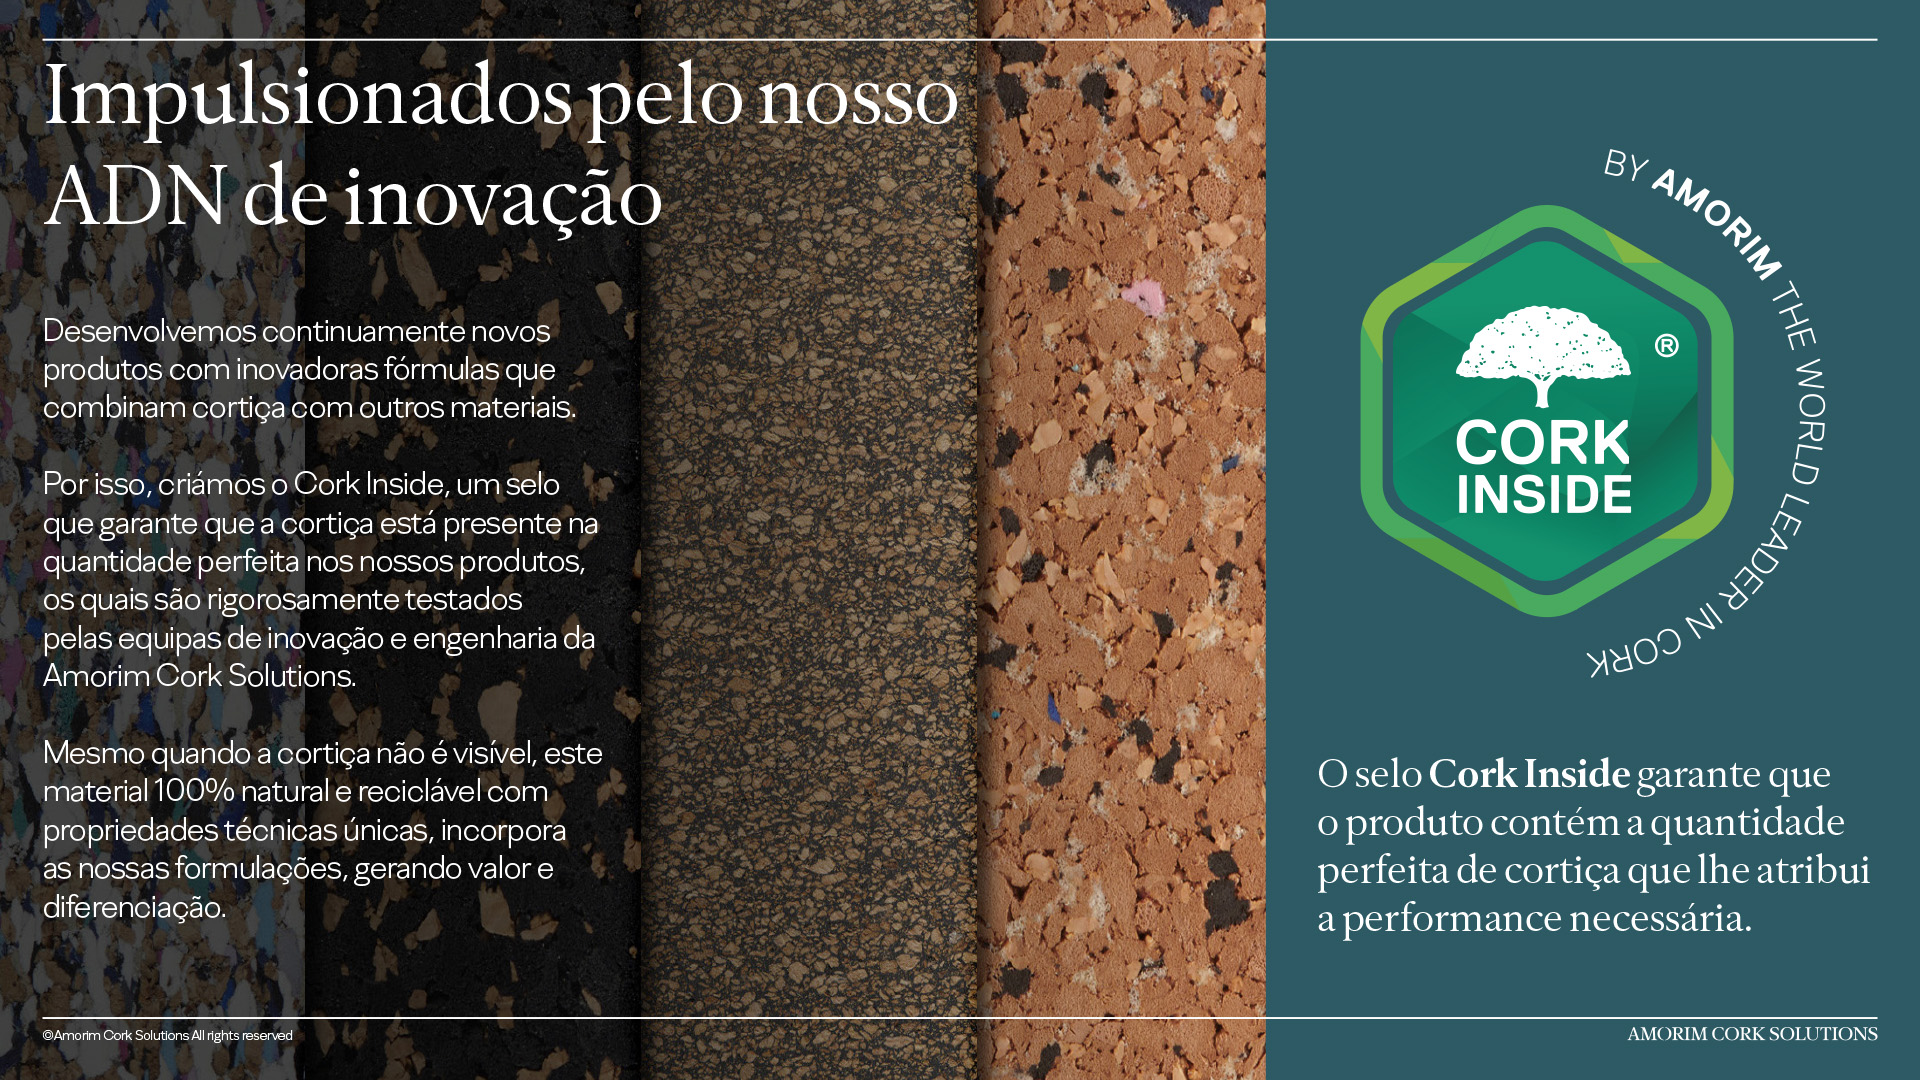 Impulsionados pelo nosso
ADN de inovação
Desenvolvemos continuamente novos
produtos com inovadoras fórmulas que
combinam cortiça com outros materiais.
Por isso, criámos o Cork Inside, um selo
que garante que a cortiça está presente na
quantidade perfeita nos nossos produtos,
os quais são rigorosamente testados
pelas equipas de inovação e engenharia da
Amorim Cork Solutions.
Mesmo quando a cortiça não é visível, este
material 100% natural e reciclável com
propriedades técnicas únicas, incorpora
as nossas formulações, gerando valor e
diferenciação.
BY AMORIM THE WORLD LEADER IN CORK
®
CORK
INSIDE
O selo Cork Inside garante que
o produto contém a quantidade
perfeita de cortiça que lhe atribui
a performance necessária.
©Amorim Cork Solutions All rights reserved
AMORIM CORK SOLUTIONS